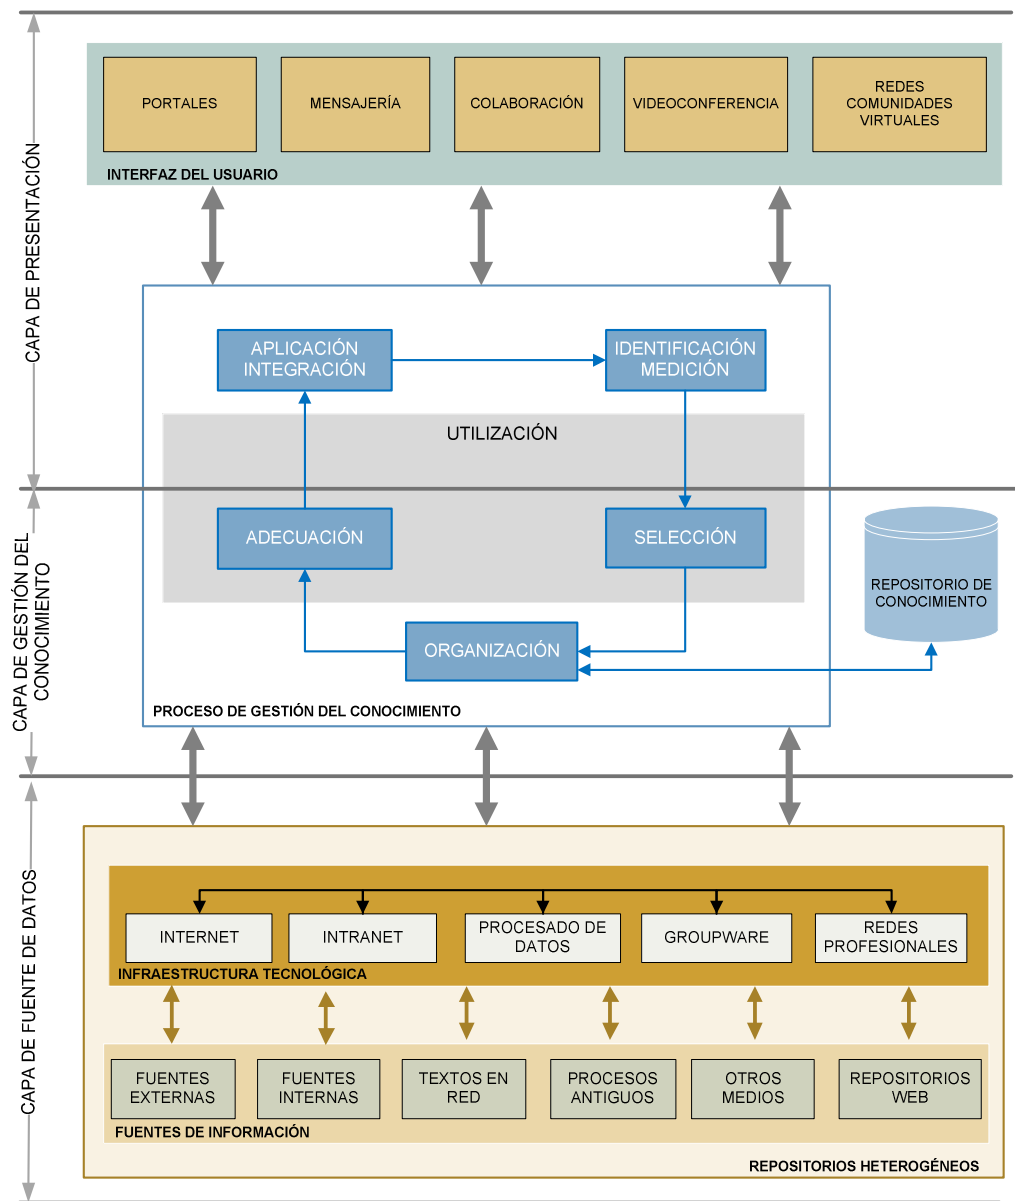 PORTALES
MENSAJERÍA
COLABORACIÓN
VIDEOCONFERENCIA
REDES
COMUNIDADES
VIRTUALES
INTERFAZ DEL USUARIO
CAPA DE PRESENTACIÓN
APLICACIÓN
INTEGRACIÓN
IDENTIFICACIÓN
MEDICIÓN
UTILIZACIÓN
ADECUACIÓN
SELECCIÓN
ORGANIZACIÓN
REPOSITORIO DE
CONOCIMIENTO
PROCESO DE GESTIÓN DEL CONOCIMIENTO
CAPA DE GESTIÓN DEL
CONOCIMIENTO
INTERNET
INTRANET
PROCESADO DE
DATOS
GROUPWARE
REDES
PROFESIONALES
INFRAESTRUCTURA TECNOLÓGICA
CAPA DE FUENTE DE DATOS
FUENTES
EXTERNAS
FUENTES
INTERNAS
TEXTOS EN
RED
PROCESOS
ANTIGUOS
OTROS
MEDIOS
REPOSITORIOS
WEB
FUENTES DE INFORMACIÓN
REPOSITORIOS HETEROGÉNEOS